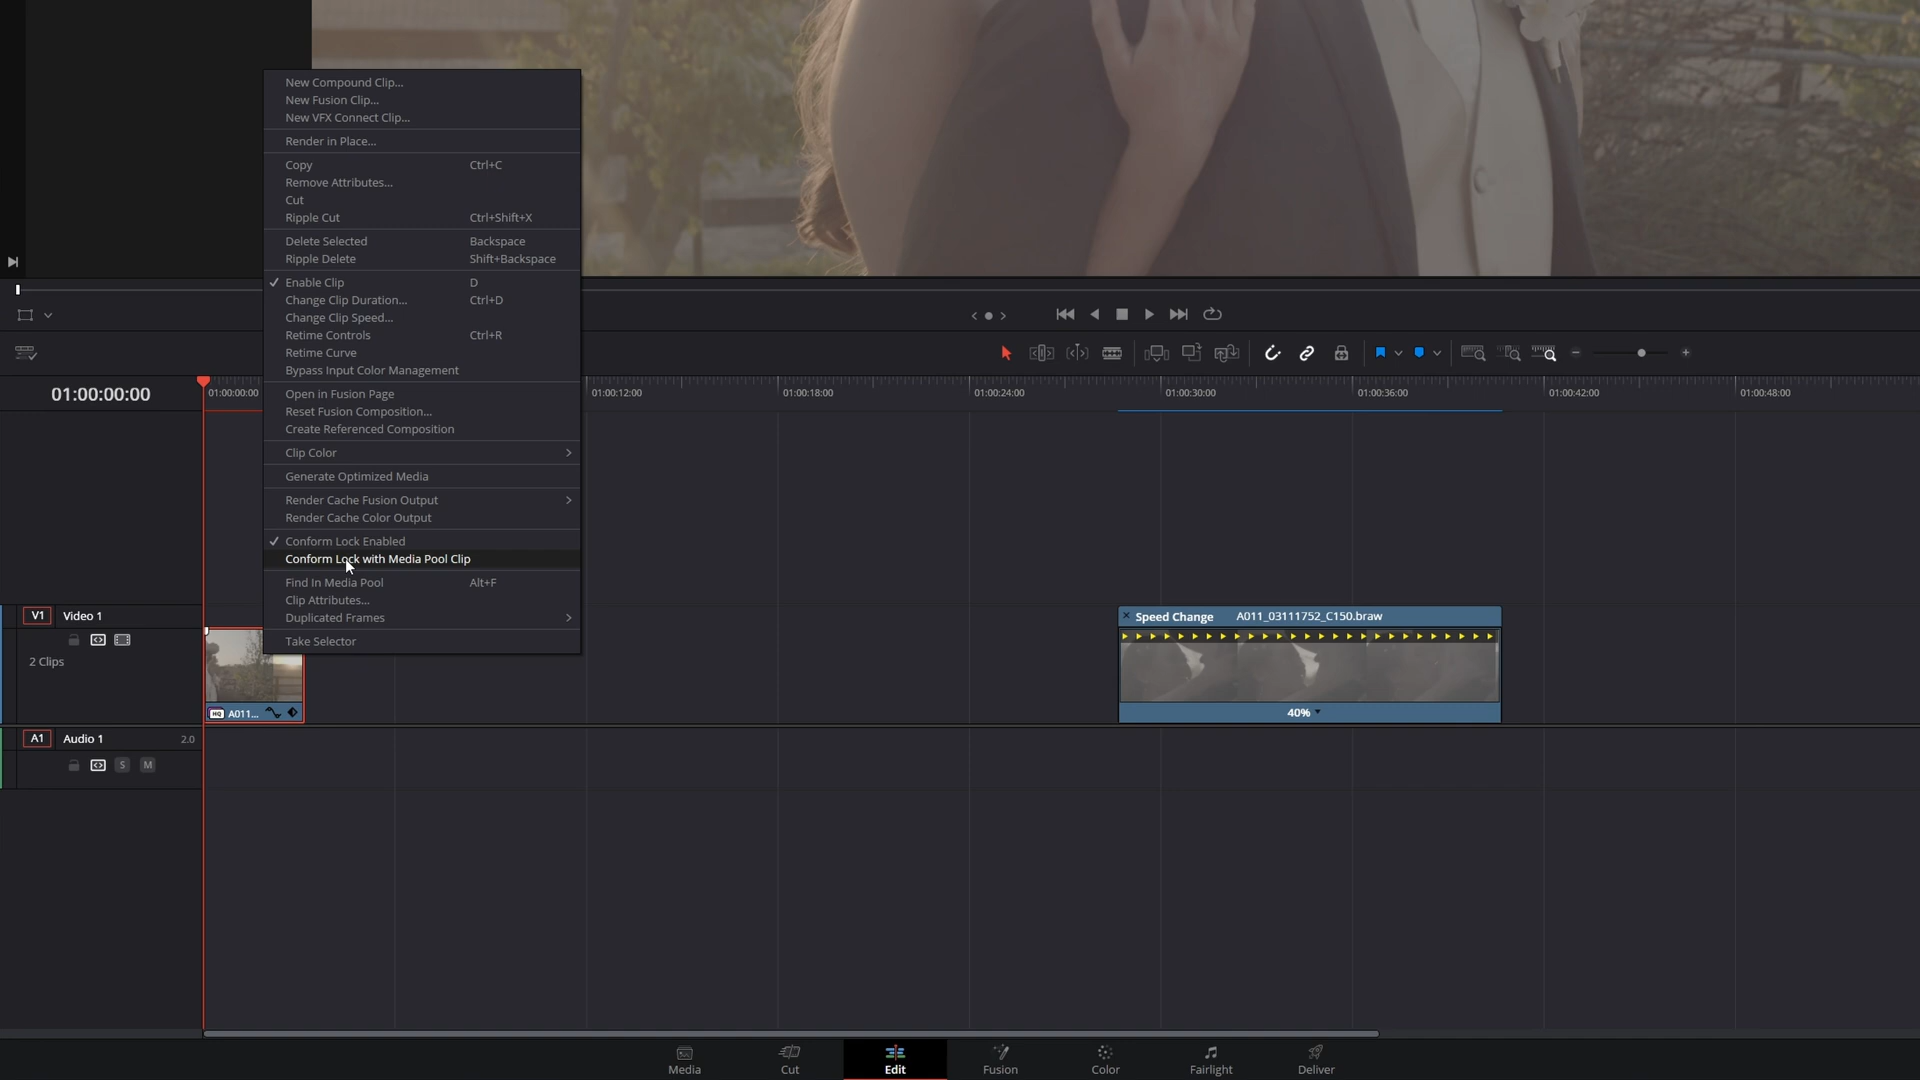 New Compound Clip...
New Fusion Clip...
New VFX Connect Clip...
Render in Place...
Copy Ctrl+C
Remove Attributes...
Cut
Ripple Cut Ctrl+Shift+X
Delete Selected Backspace
Ripple Delete Shift+Backspace
Enable Clip D
Change Clip Duration... Ctrl+D
Change Clip Speed...
Retime Controls Ctrl+R
Retime Curve
Bypass Input Color Management
Open in Fusion Page
Reset Fusion Composition...
Create Referenced Composition
Clip Color
Generate Optimized Media
Render Cache Fusion Output
Render Cache Color Output
Conform Lock Enabled
Conform Lock with Media Pool Clip
Find In Media Pool Alt+F
Clip Attributes...
Duplicated Frames
Take Selector
01:00:00:00
01:00:00:00 01:00:12:00 01:00:18:00 01:00:24:00 01:00:30:00 01:00:36:00 01:00:42:00 01:00:48:00
V1 Video 1
2 Clips
HQ A011...
Speed Change A011_03111752_C150.braw
40%
A1 Audio 1 2.0
S M
Media Cut Edit Fusion Color Fairlight Deliver